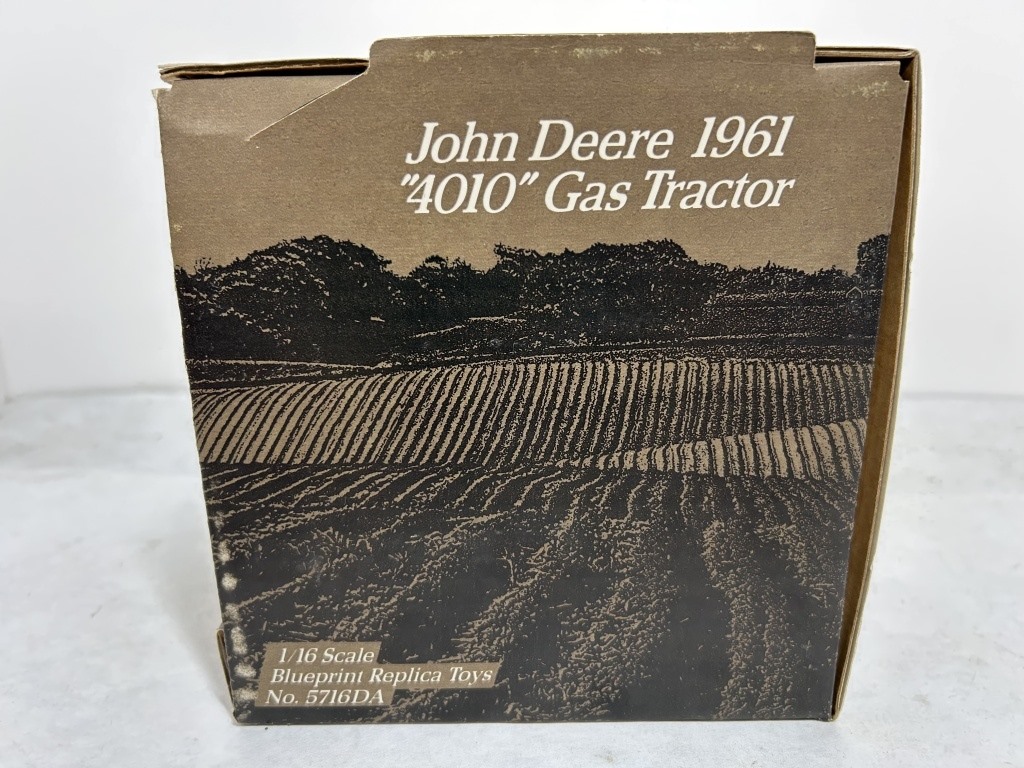 John Deere 1961
"4010" Gas Tractor
1/16 Scale
Blueprint Replica Toys
No. 5716DA